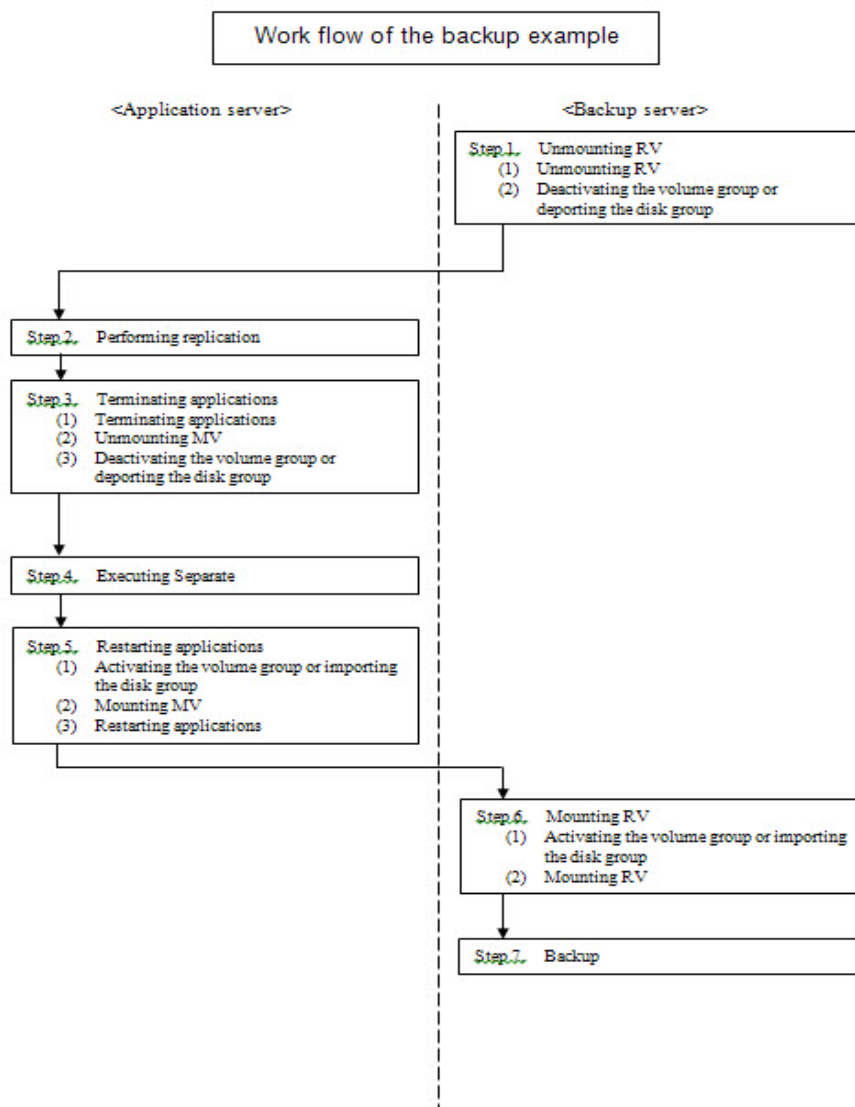 Work flow of the backup example
<Application server>
<Backup server>
Step.1. Unmounting RV
(1) Unmounting RV
(2) Deactivating the volume group or
deporting the disk group
Step.2. Performing replication
Step.3. Terminating applications
(1) Terminating applications
(2) Unmounting MV
(3) Deactivating the volume group or
deporting the disk group
Step.4. Executing Separate
Step.5. Restarting applications
(1) Activating the volume group or importing
the disk group
(2) Mounting MV
(3) Restarting applications
Step.6. Mounting RV
(1) Activating the volume group or importing
the disk group
(2) Mounting RV
Step.7. Backup